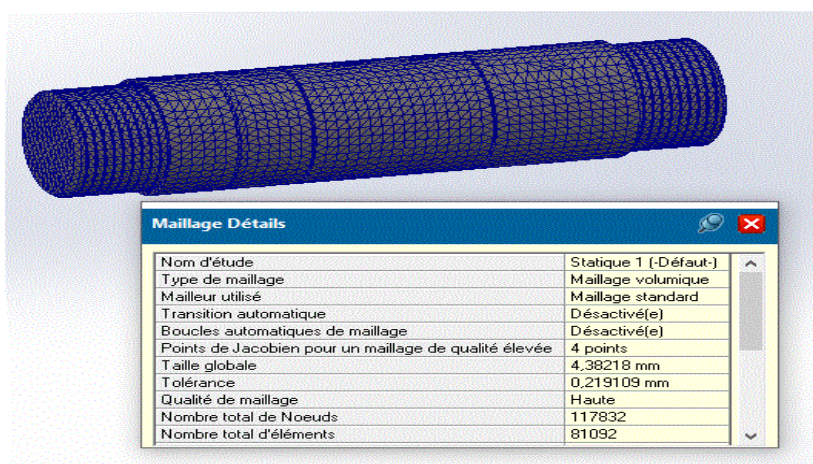 Maillage Détails
Nom d'étude Statique 1 (-Défaut-)
Type de maillage Maillage volumique
Mailleur utilisé Maillage standard
Transition automatique Désactivé(e)
Boucles automatiques de maillage Désactivé(e)
Points de Jacobien pour un maillage de qualité élevée 4 points
Taille globale 4,38218 mm
Tolérance 0,219109 mm
Qualité de maillage Haute
Nombre total de Noeuds 117832
Nombre total d'éléments 81092